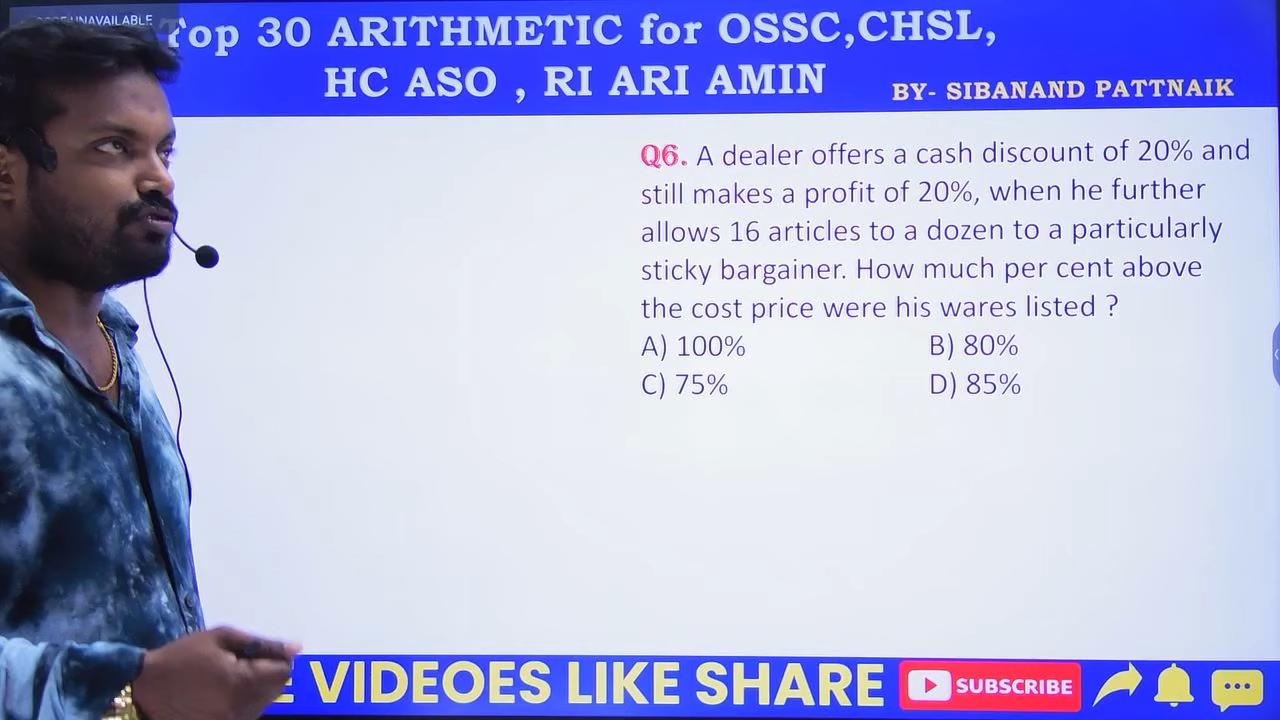 UNAVAILABLE
Top 30 ARITHMETIC for OSSC,CHSL,
HC ASO , RI ARI AMIN
BY- SIBANAND PATTNAIK
Q6. A dealer offers a cash discount of 20% and
still makes a profit of 20%, when he further
allows 16 articles to a dozen to a particularly
sticky bargainer. How much per cent above
the cost price were his wares listed ?
A) 100% B) 80%
C) 75% D) 85%
E VIDEOES LIKE SHARE SUBSCRIBE